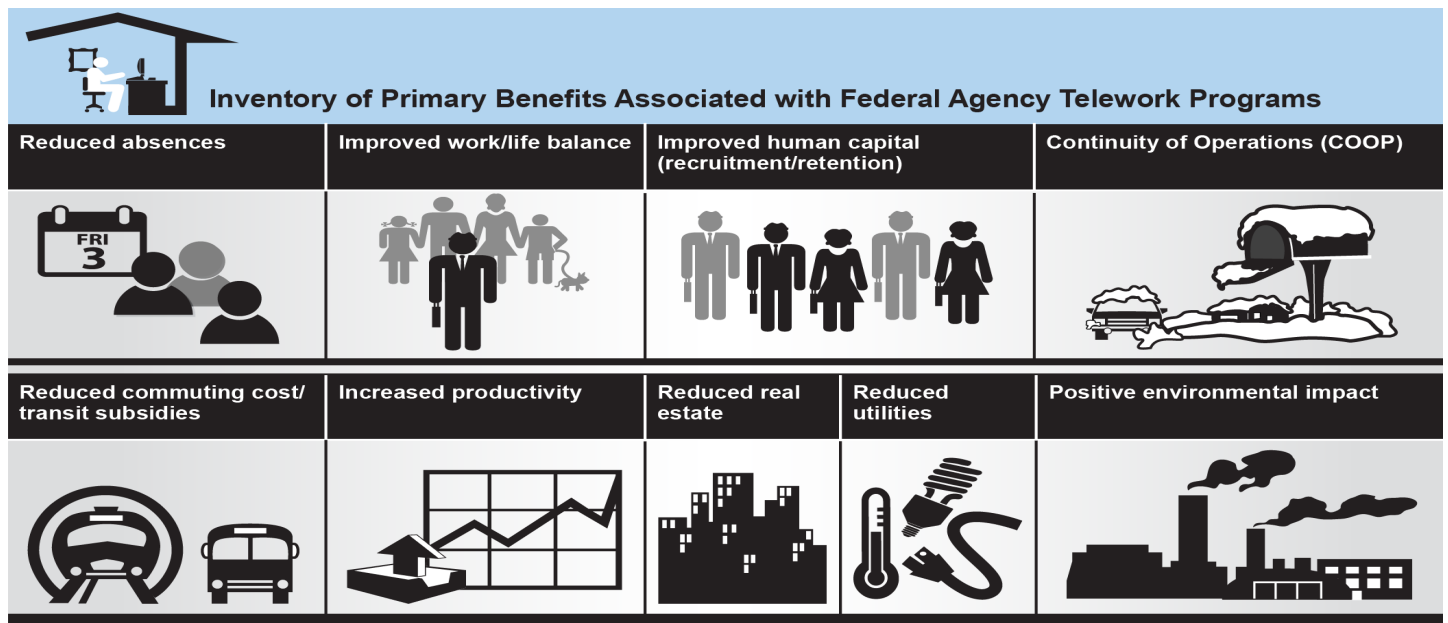 Inventory of Primary Benefits Associated with Federal Agency Telework Programs
Reduced absences
Improved work/life balance
Improved human capital
(recruitment/retention)
Continuity of Operations (COOP)
FRI
3
Reduced commuting cost/
transit subsidies
Increased productivity
Reduced real
estate
Reduced
utilities
Positive environmental impact